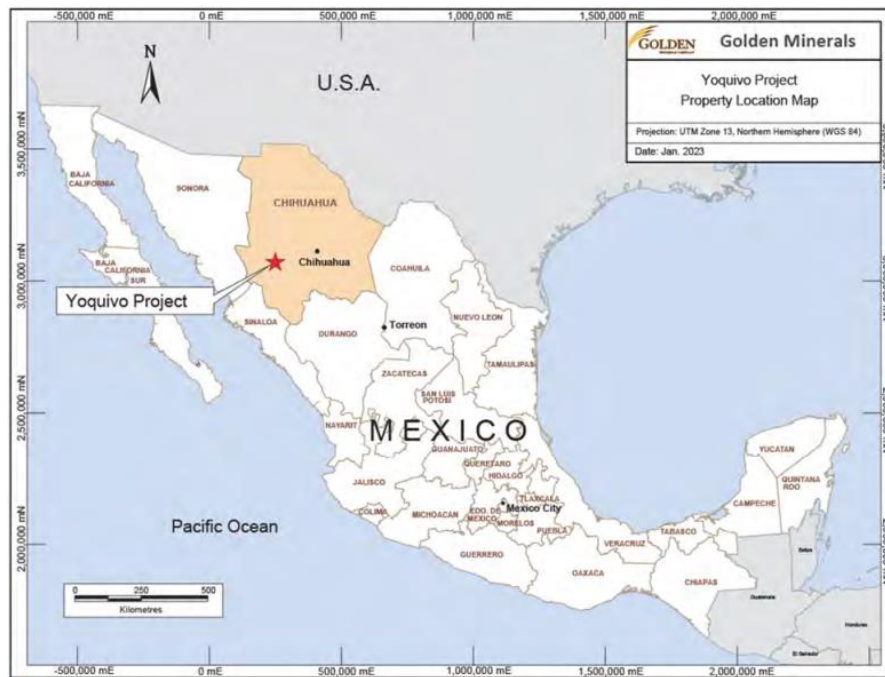 -500,000 mE
0 mE
500,000 mE
1,000,000 mE
1,500,000 mE
2,000,000 mE
GOLDEN
Golden Minerals
Yoquivo Project
Property Location Map
Projection: UTM Zone 13, Northern Hemisphere (WGS 84)
Date: Jan. 2023
N
U.S.A.
3,500,000 mN
3,000,000 mN
2,500,000 mN
2,000,000 mN
BAJA
CALIFORNIA
SONORA
CHIHUAHUA
Chihuahua
COAHUILA
BAJA
CALIFORNIA
SUR
Yoquivo Project
SINALOA
DURANGO
Torreon
NUEVO LEON
TAMAULIPAS
ZACATECAS
SAN LUIS
POTOSI
MEXICO
NAYARIT
GUANAJUATO
QUERETARO
HIDALGO
JALISCO
TLAXCALA
Mexico City
COLIMA
MICHOACAN
EDO. DE
MEXICO
MORELOS
PUEBLA
VERACRUZ
TABASCO
YUCATAN
QUINTANA
ROO
CAMPECHE
GUERRERO
OAXACA
CHIAPAS
Pacific Ocean
Belize
Guatemala
Honduras
El Salvador
0 250 500
Kilometres
-500,000 mE
0 mE
500,000 mE
1,000,000 mE
1,500,000 mE
2,000,000 mE